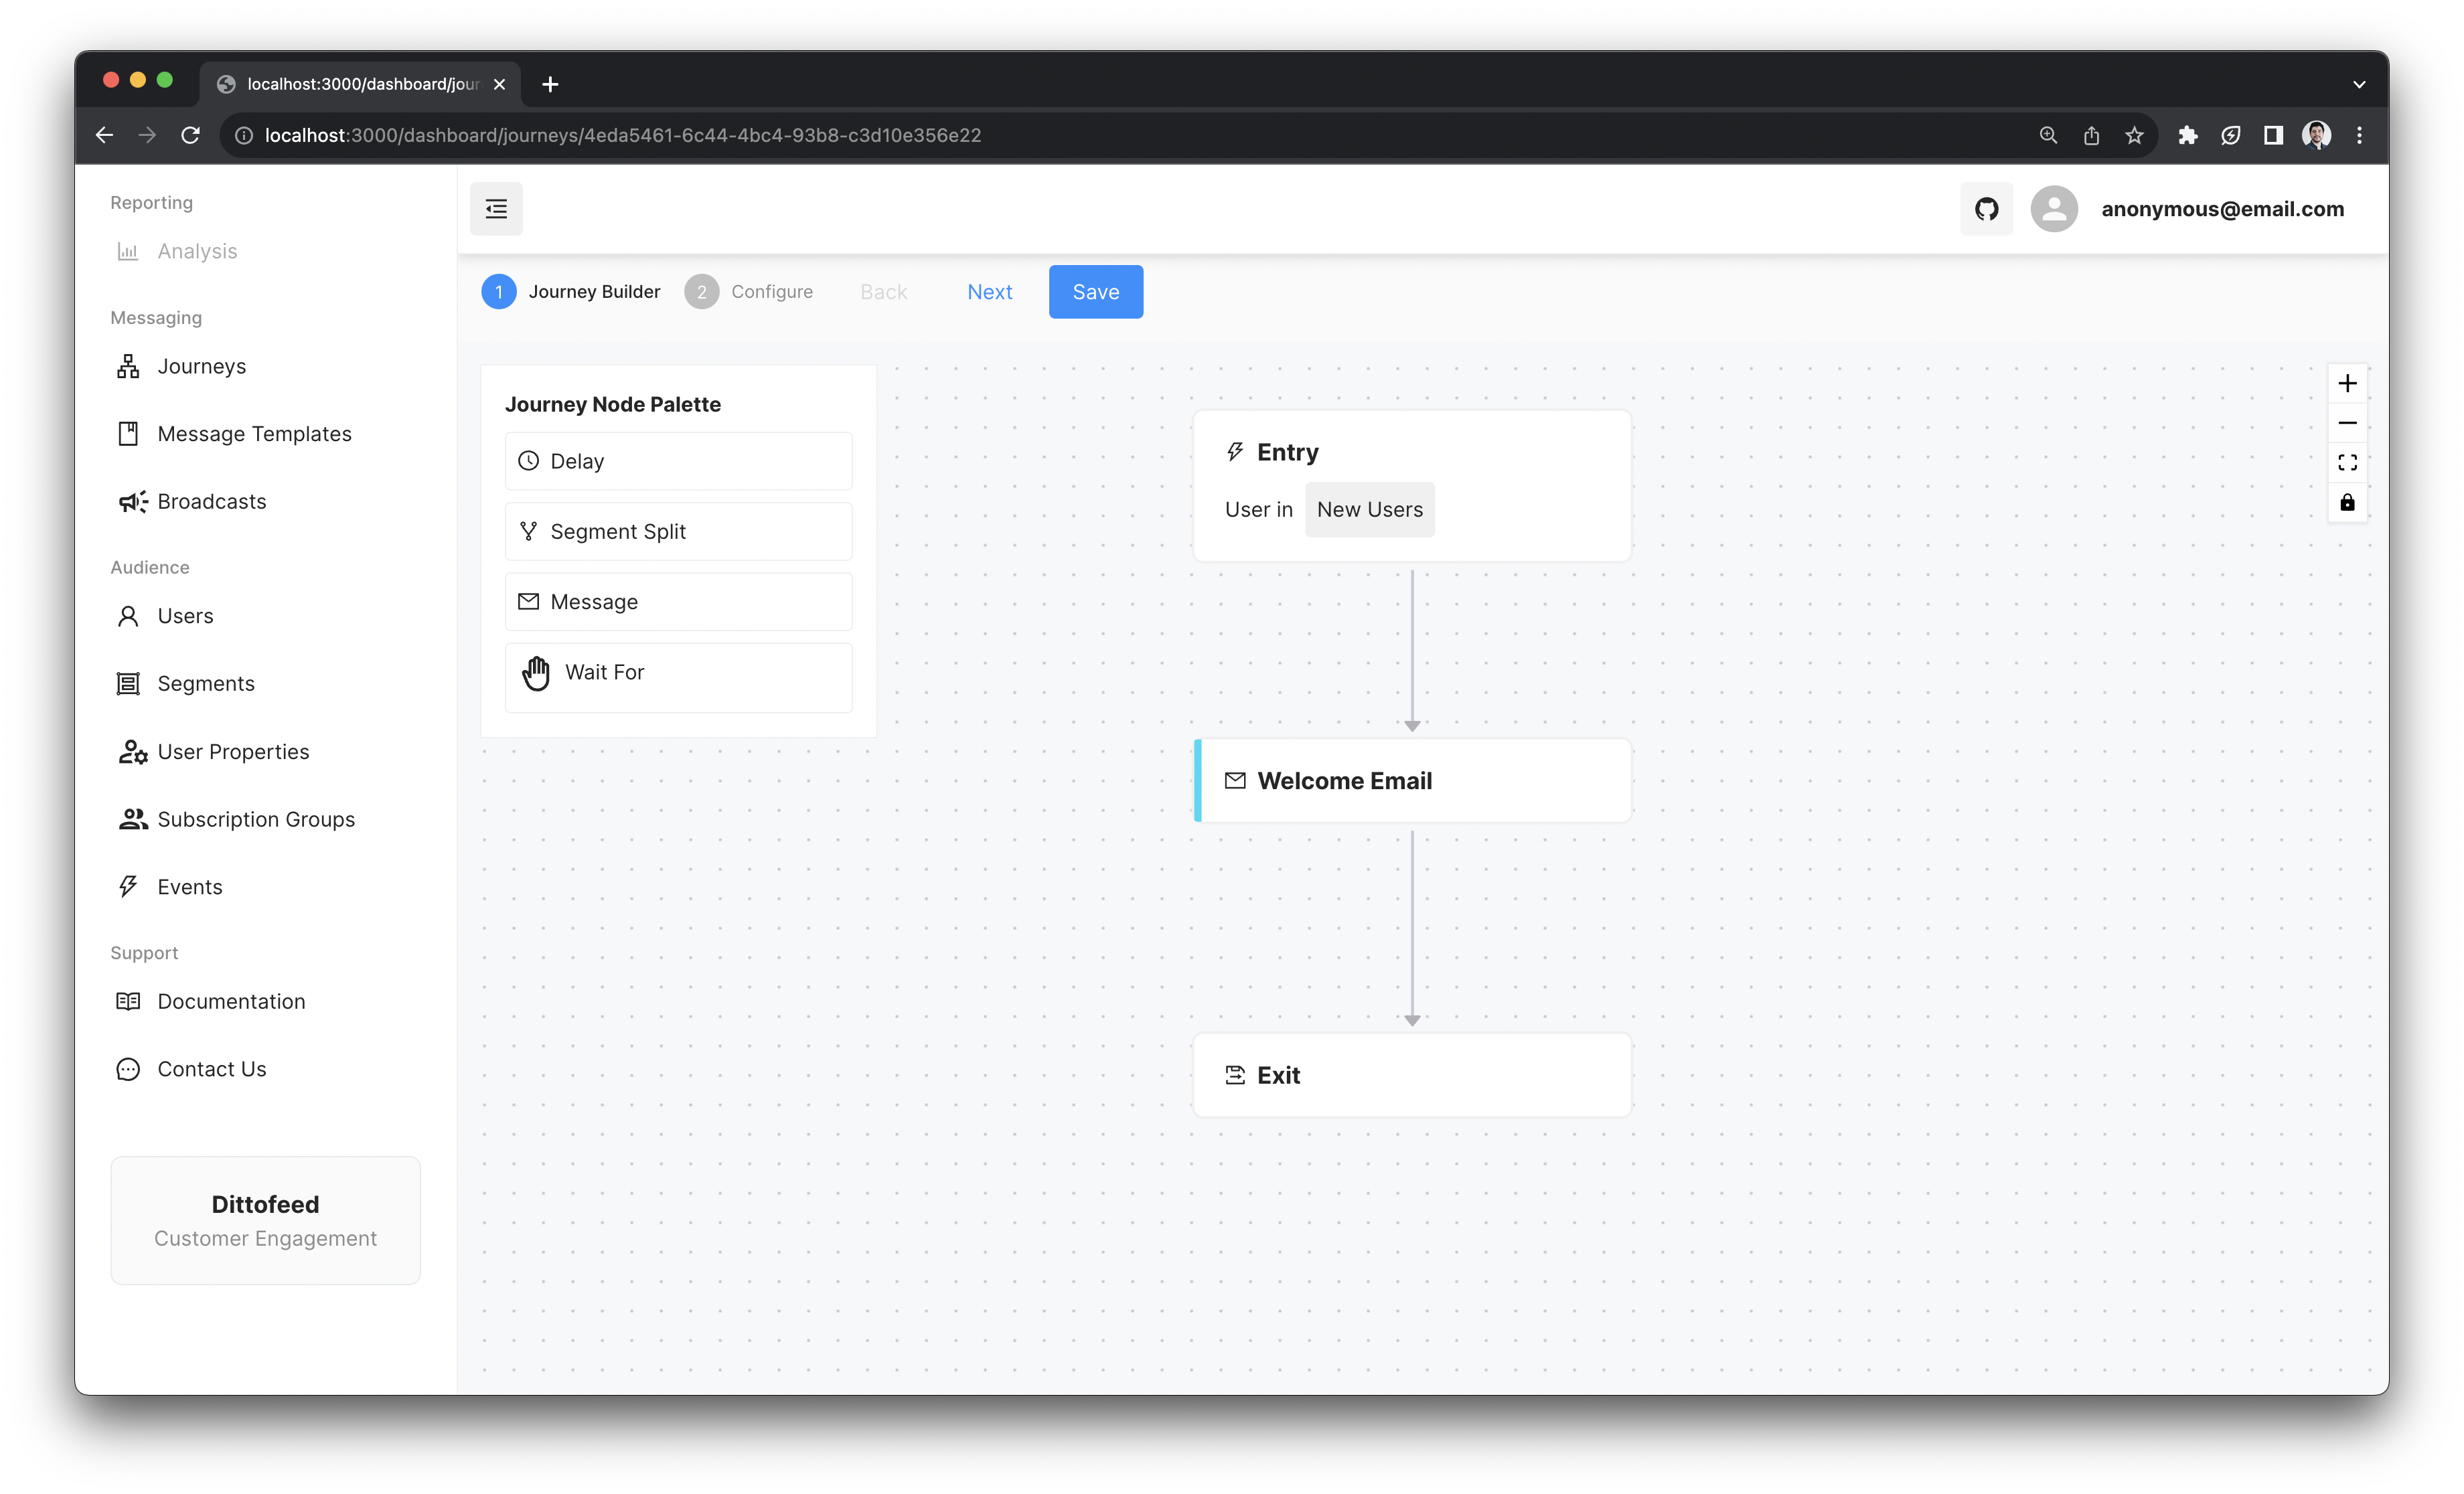 localhost:3000/dashboard/jour
localhost:3000/dashboard/journeys/4eda5461-6c44-4bc4-93b8-c3d10e356e22
anonymous@email.com
Reporting
Analysis
Messaging
Journeys
Message Templates
Broadcasts
Audience
Users
Segments
User Properties
Subscription Groups
Events
Support
Documentation
Contact Us
Dittofeed
Customer Engagement
1 Journey Builder 2 Configure Back Next Save
Journey Node Palette
Delay
Segment Split
Message
Wait For
Entry
User in New Users
Welcome Email
Exit